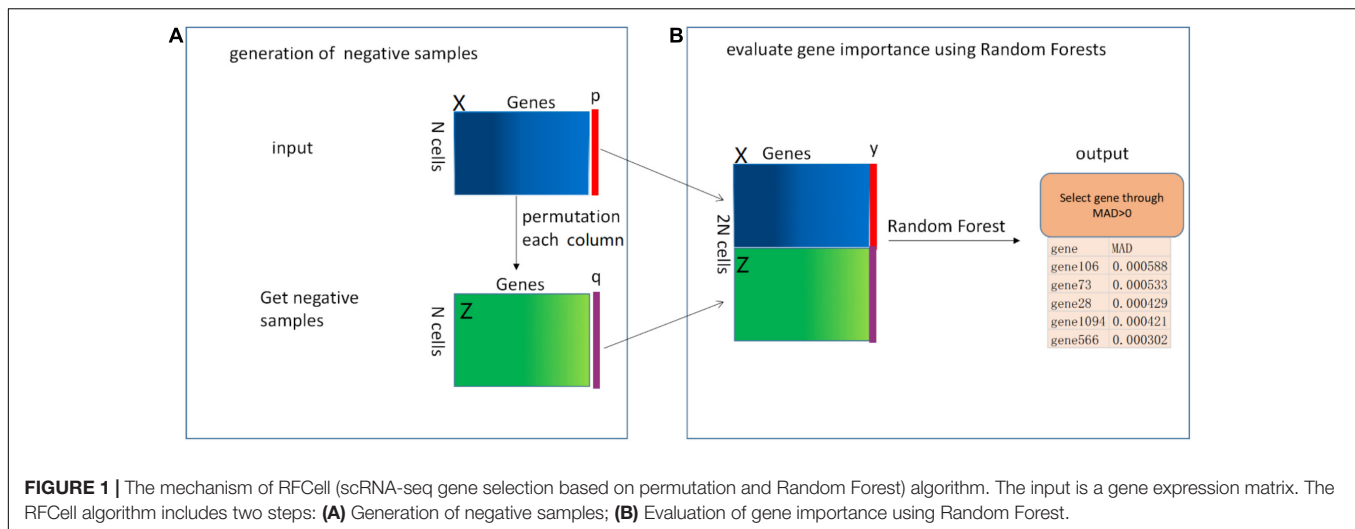 A
generation of negative samples
X
Genes
p
N cells
input
permutation
each column
Genes
q
Get negative
samples
Z
N cells
B
evaluate gene importance using Random Forests
X
Genes
y
2N cells
Z
Random Forest
output
Select gene through
MAD>0
gene MAD
gene106 0.000588
gene73 0.000533
gene28 0.000429
gene1094 0.000421
gene566 0.000302
FIGURE 1 | The mechanism of RFCell (scRNA-seq gene selection based on permutation and Random Forest) algorithm. The input is a gene expression matrix. The
RFCell algorithm includes two steps: (A) Generation of negative samples; (B) Evaluation of gene importance using Random Forest.